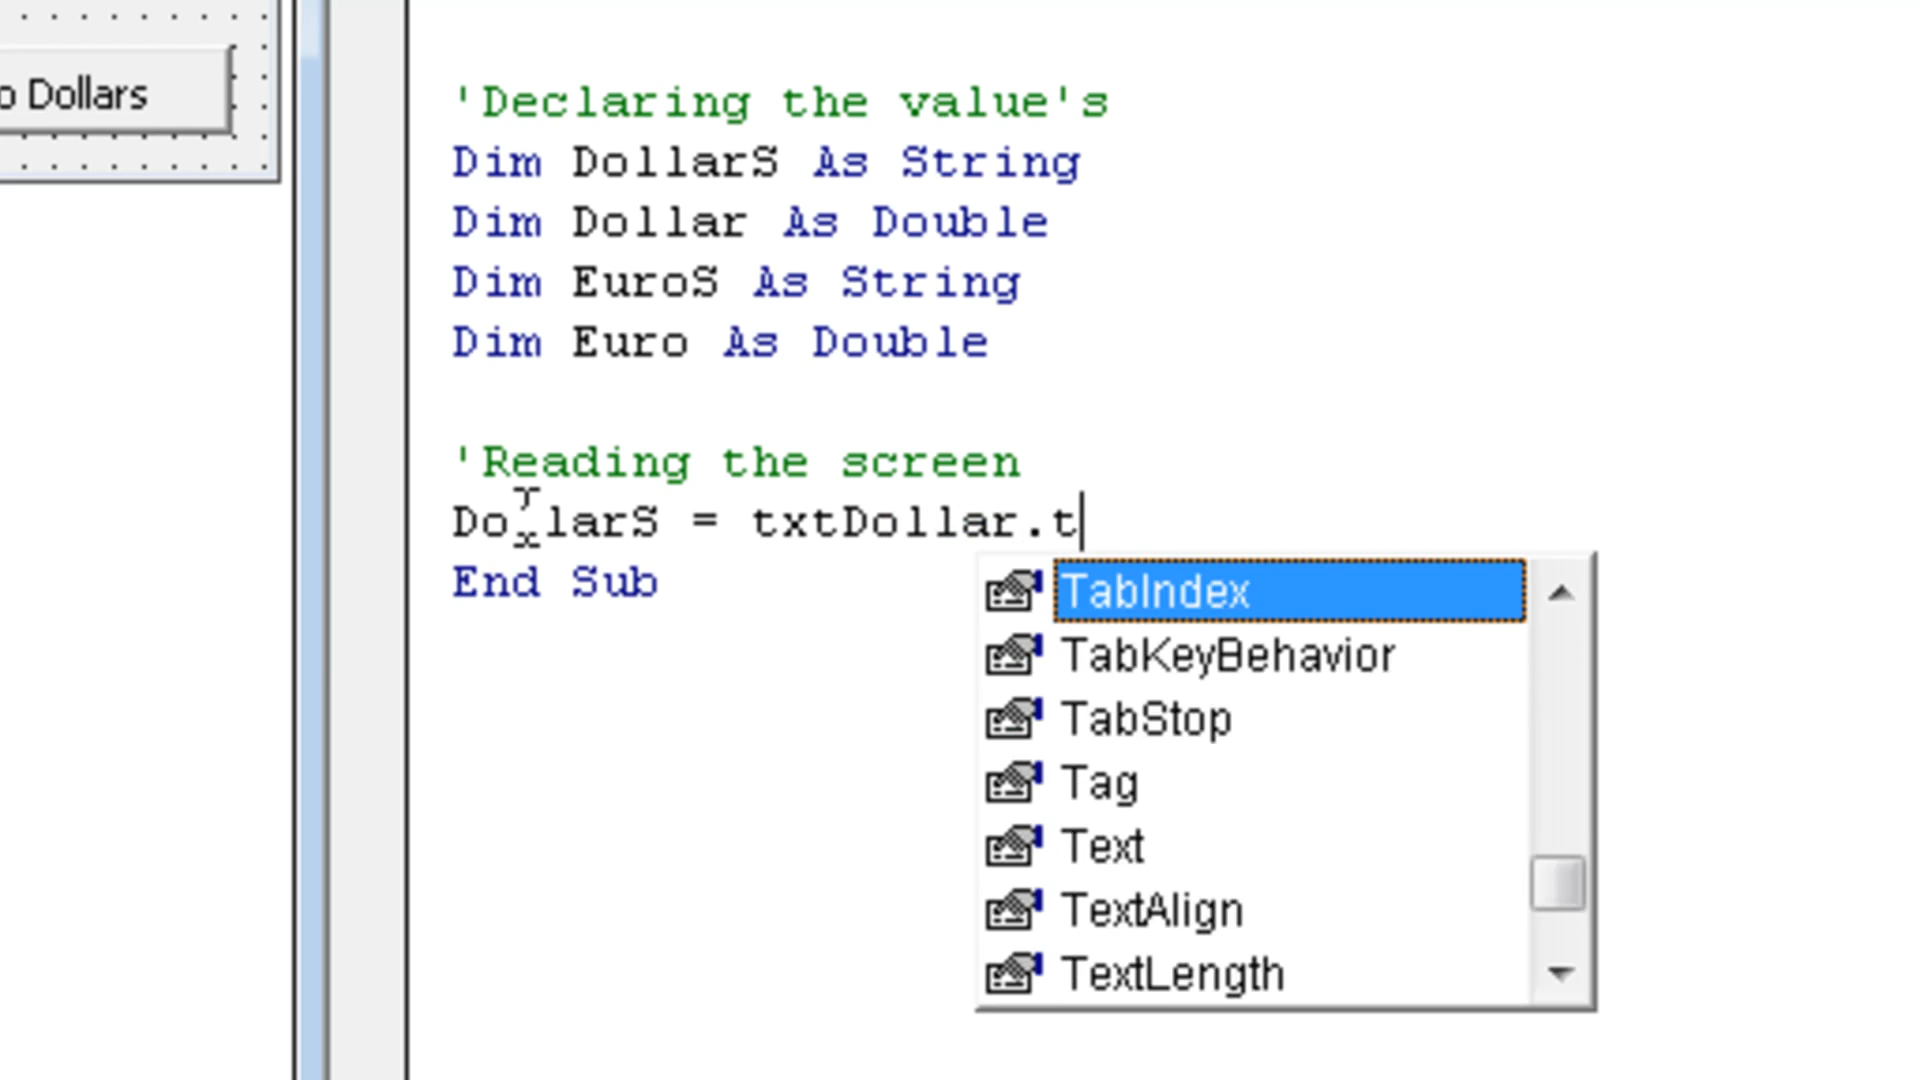 o Dollars
'Declaring the value's
Dim DollarS As String
Dim Dollar As Double
Dim EuroS As String
Dim Euro As Double
'Reading the screen
DollarS = txtDollar.t
End Sub
TabIndex
TabKeyBehavior
TabStop
Tag
Text
TextAlign
TextLength